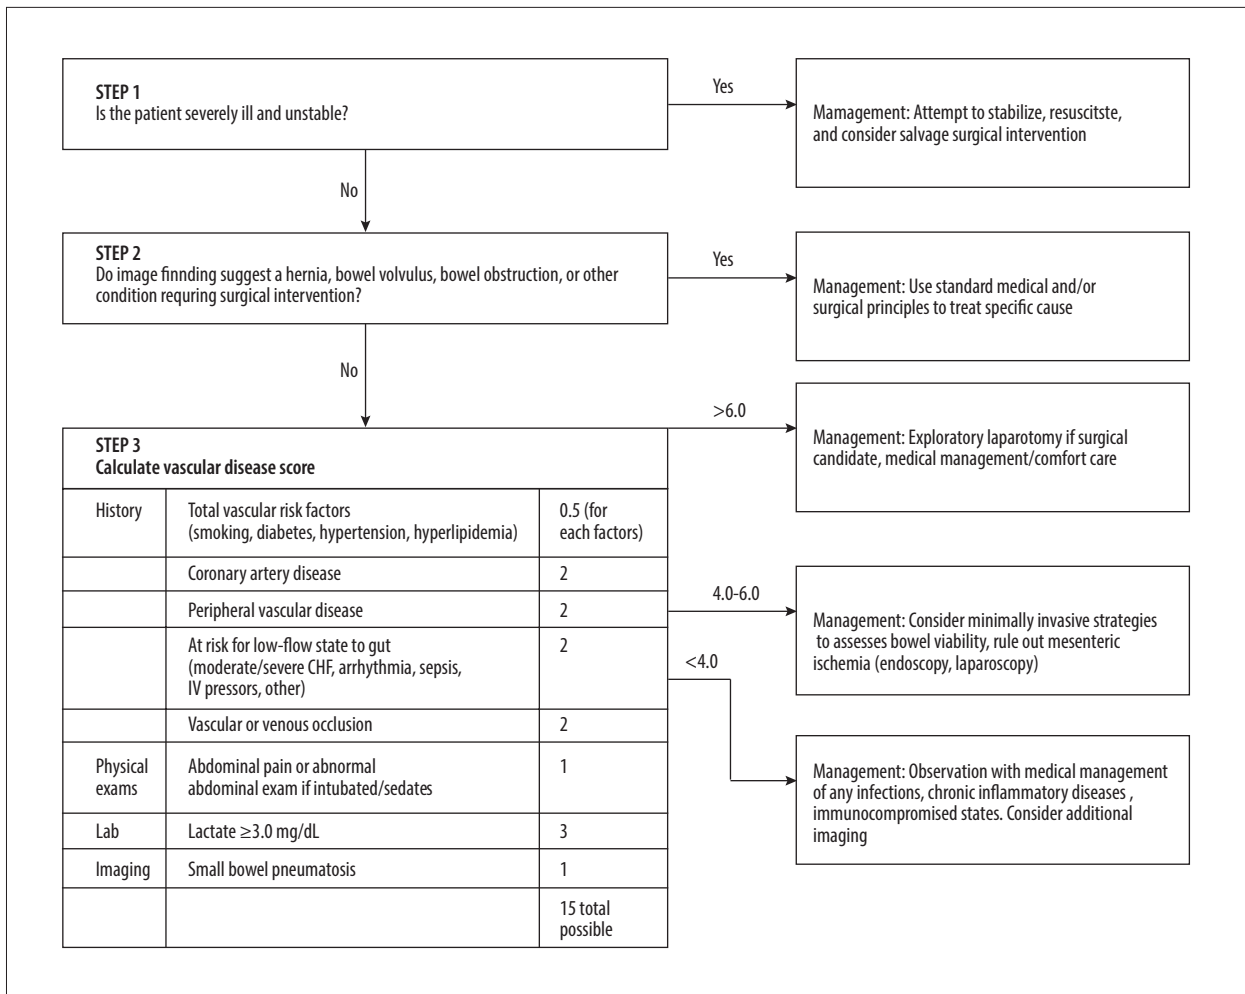 STEP 1
Is the patient severely ill and unstable?
Yes
Mamagement: Attempt to stabilize, resuscitste,
and consider salvage surgical intervention
No
STEP 2
Do image finnding suggest a hernia, bowel volvulus, bowel obstruction, or other
condition requring surgical intervention?
Yes
Management: Use standard medical and/or
surgical principles to treat specific cause
No
STEP 3
Calculate vascular disease score
History
Total vascular risk factors
(smoking, diabetes, hypertension, hyperlipidemia)
0.5 (for
each factors)
Coronary artery disease
2
Peripheral vascular disease
2
At risk for low-flow state to gut
(moderate/severe CHF, arrhythmia, sepsis,
IV pressors, other)
2
Vascular or venous occlusion
2
Physical
exams
Abdominal pain or abnormal
abdominal exam if intubated/sedates
1
Lab
Lactate ≥3.0 mg/dL
3
Imaging
Small bowel pneumatosis
1
15 total
possible
>6.0
Management: Exploratory laparotomy if surgical
candidate, medical management/comfort care
4.0-6.0
Management: Consider minimally invasive strategies
to assesses bowel viability, rule out mesenteric
ischemia (endoscopy, laparoscopy)
<4.0
Management: Observation with medical management
of any infections, chronic inflammatory diseases ,
immunocompromised states. Consider additional
imaging